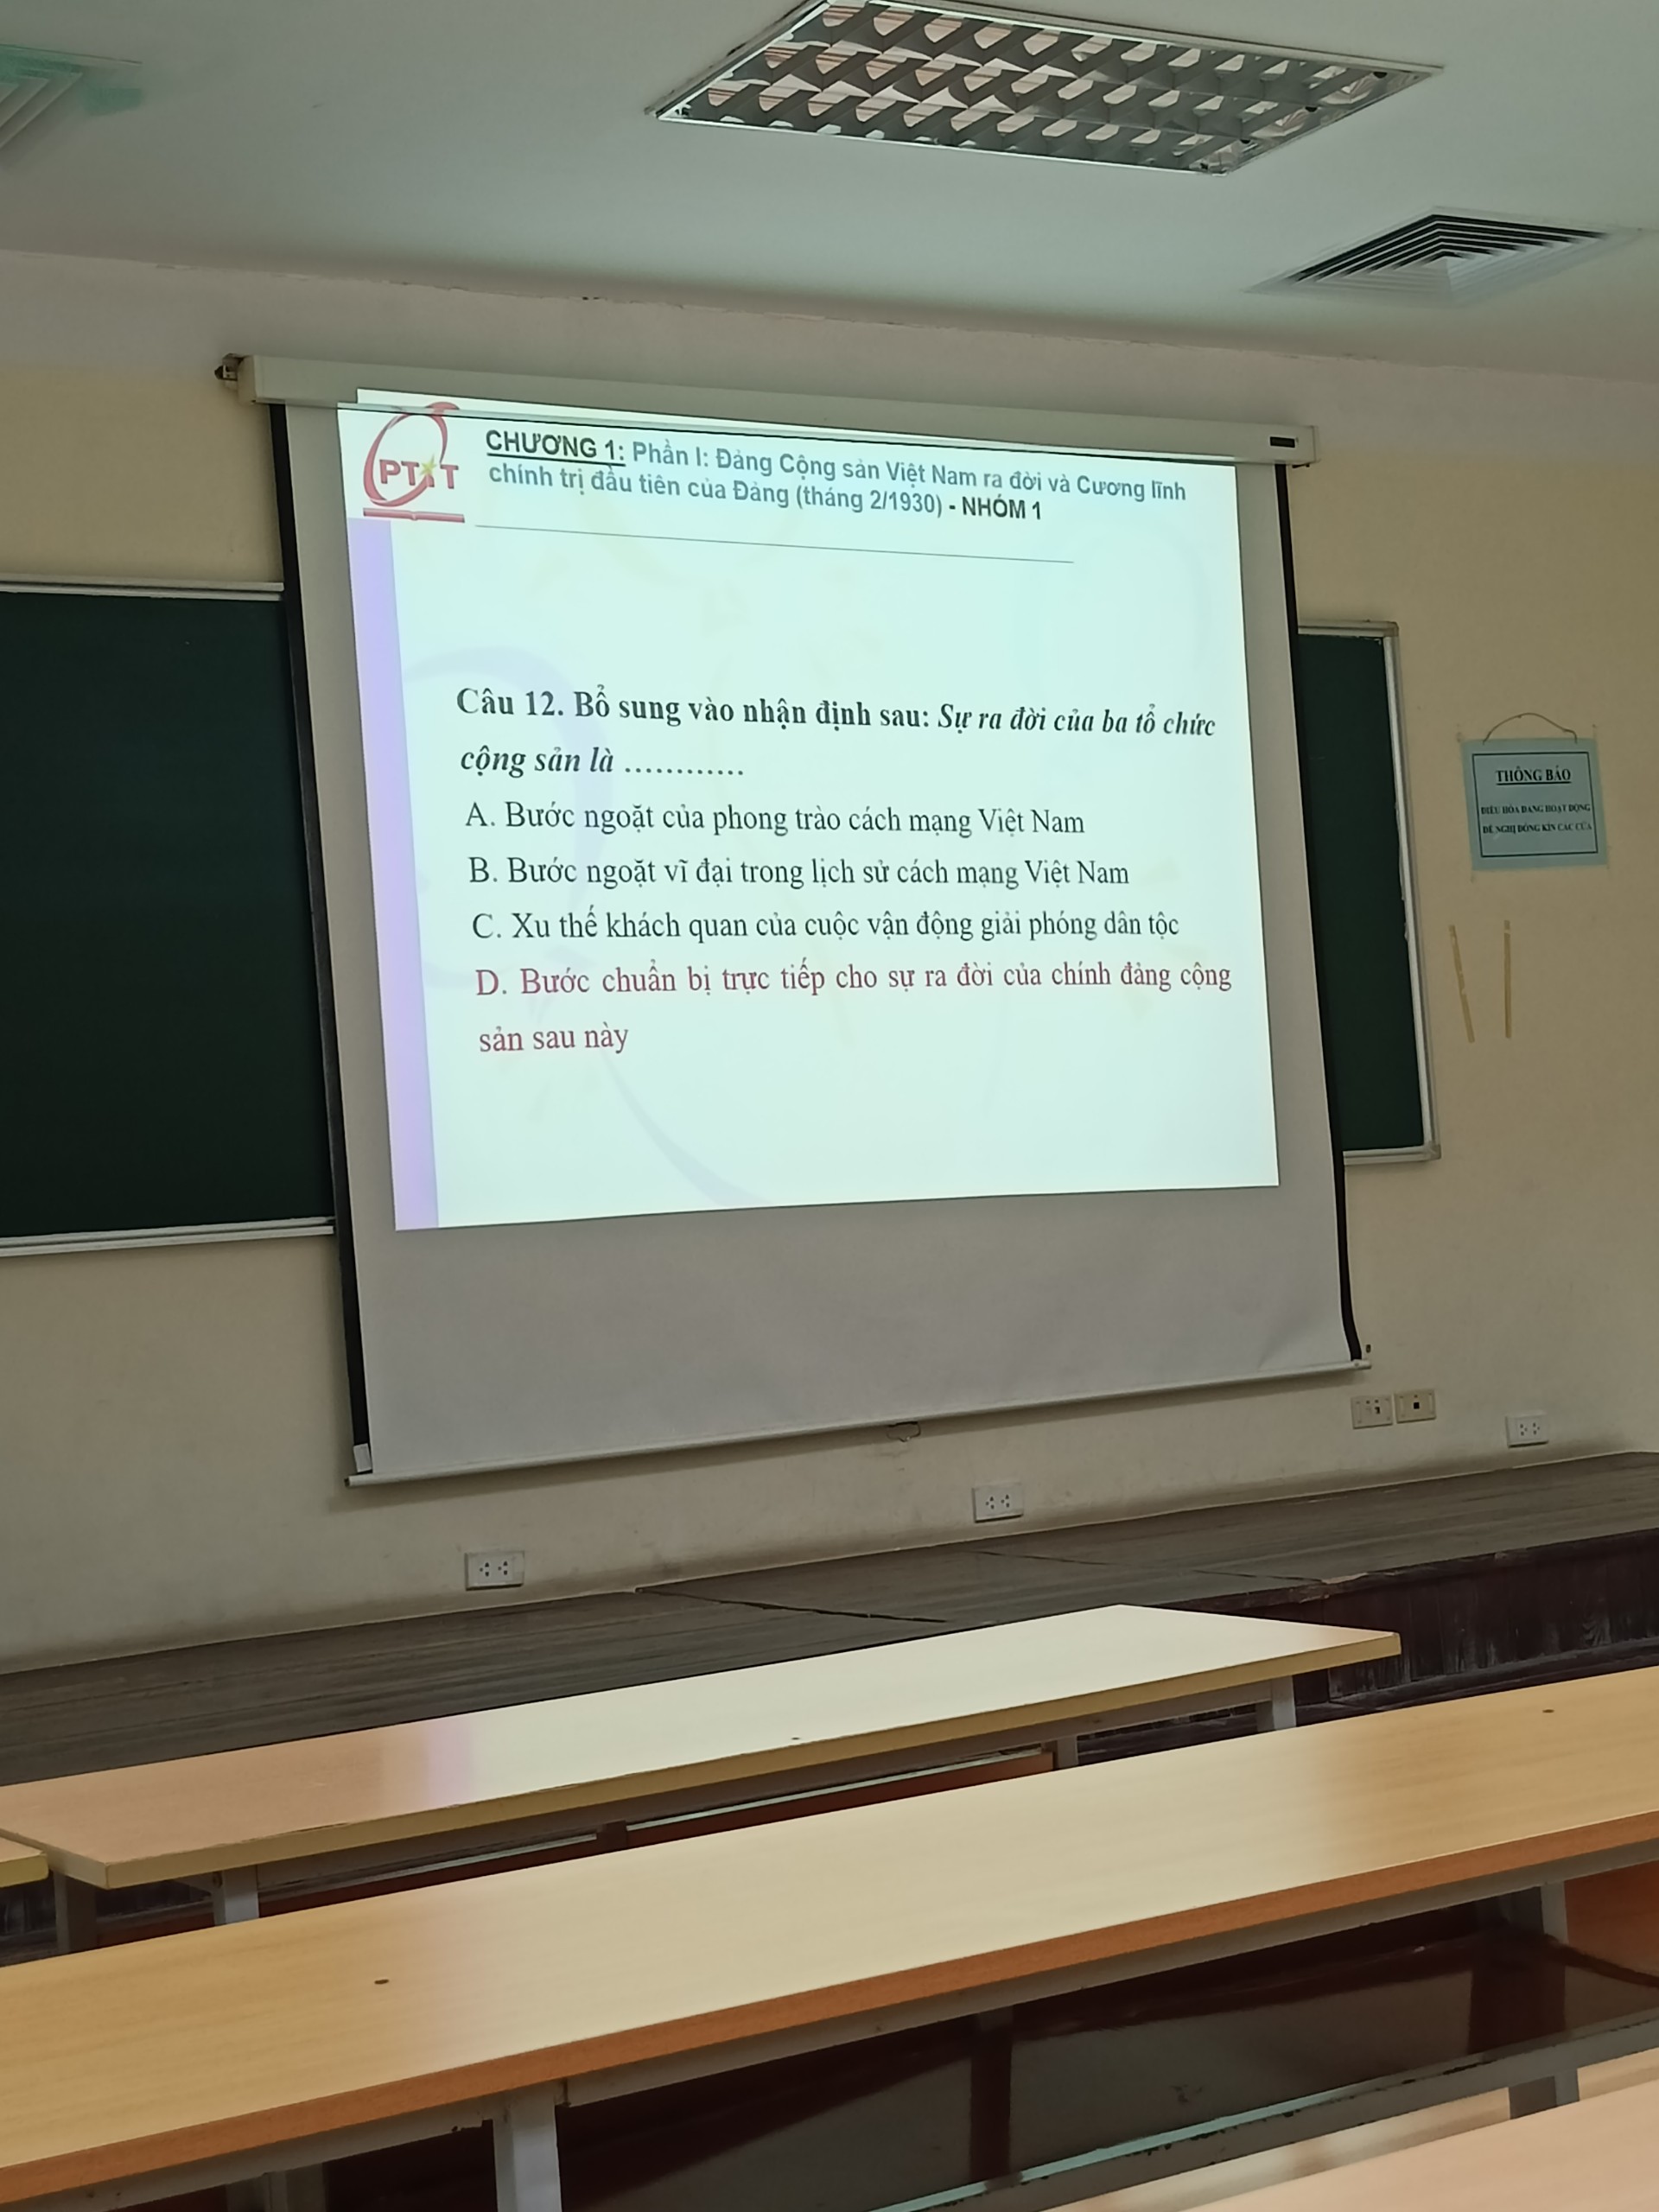 PTIT
CHƯƠNG 1: Phần I: Đảng Cộng sản Việt Nam ra đời và Cương lĩnh
chính trị đầu tiên của Đảng (tháng 2/1930) - NHÓM 1
Câu 12. Bổ sung vào nhận định sau: Sự ra đời của ba tổ chức
cộng sản là ............
A. Bước ngoặt của phong trào cách mạng Việt Nam
B. Bước ngoặt vĩ đại trong lịch sử cách mạng Việt Nam
C. Xu thế khách quan của cuộc vận động giải phóng dân tộc
D. Bước chuẩn bị trực tiếp cho sự ra đời của chính đảng cộng
sản sau này
THÔNG BÁO
ĐIỀU HÒA ĐANG HOẠT ĐỘNG
ĐỀ NGHỊ ĐÓNG KÍN CÁC CỬA